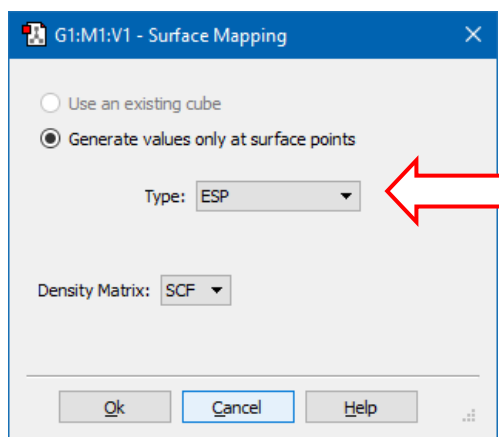 G1:M1:V1 - Surface Mapping
Use an existing cube
Generate values only at surface points
Type: ESP
Density Matrix: SCF
Ok Cancel Help